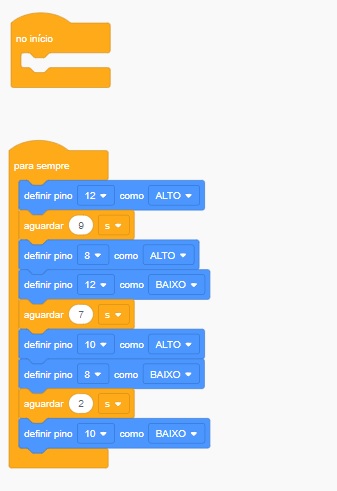 no início
para sempre
definir pino 12 como ALTO
aguardar 9 s
definir pino 8 como ALTO
definir pino 12 como BAIXO
aguardar 7 s
definir pino 10 como ALTO
definir pino 8 como BAIXO
aguardar 2 s
definir pino 10 como BAIXO